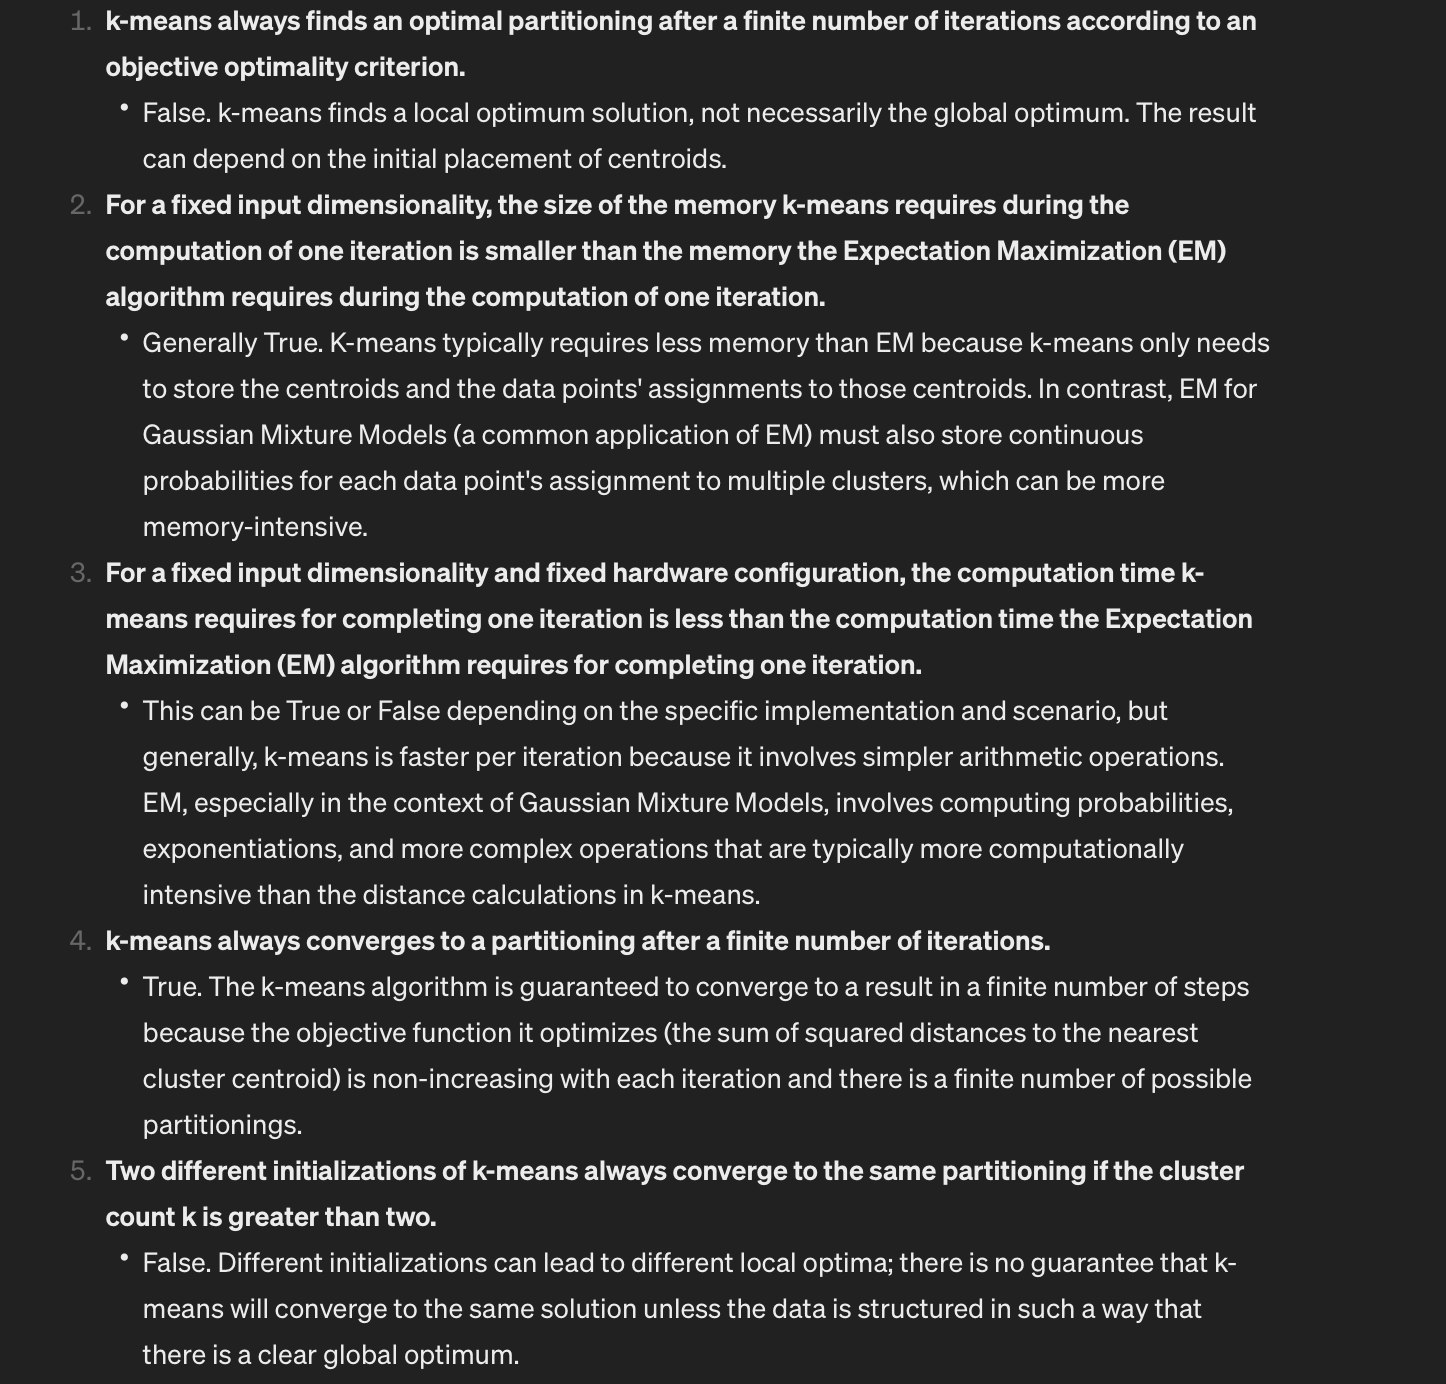 1. k-means always finds an optimal partitioning after a finite number of iterations according to an
objective optimality criterion.
• False. k-means finds a local optimum solution, not necessarily the global optimum. The result
can depend on the initial placement of centroids.
2. For a fixed input dimensionality, the size of the memory k-means requires during the
computation of one iteration is smaller than the memory the Expectation Maximization (EM)
algorithm requires during the computation of one iteration.
• Generally True. K-means typically requires less memory than EM because k-means only needs
to store the centroids and the data points' assignments to those centroids. In contrast, EM for
Gaussian Mixture Models (a common application of EM) must also store continuous
probabilities for each data point's assignment to multiple clusters, which can be more
memory-intensive.
3. For a fixed input dimensionality and fixed hardware configuration, the computation time k-
means requires for completing one iteration is less than the computation time the Expectation
Maximization (EM) algorithm requires for completing one iteration.
• This can be True or False depending on the specific implementation and scenario, but
generally, k-means is faster per iteration because it involves simpler arithmetic operations.
EM, especially in the context of Gaussian Mixture Models, involves computing probabilities,
exponentiations, and more complex operations that are typically more computationally
intensive than the distance calculations in k-means.
4. k-means always converges to a partitioning after a finite number of iterations.
• True. The k-means algorithm is guaranteed to converge to a result in a finite number of steps
because the objective function it optimizes (the sum of squared distances to the nearest
cluster centroid) is non-increasing with each iteration and there is a finite number of possible
partitionings.
5. Two different initializations of k-means always converge to the same partitioning if the cluster
count k is greater than two.
• False. Different initializations can lead to different local optima; there is no guarantee that k-
means will converge to the same solution unless the data is structured in such a way that
there is a clear global optimum.